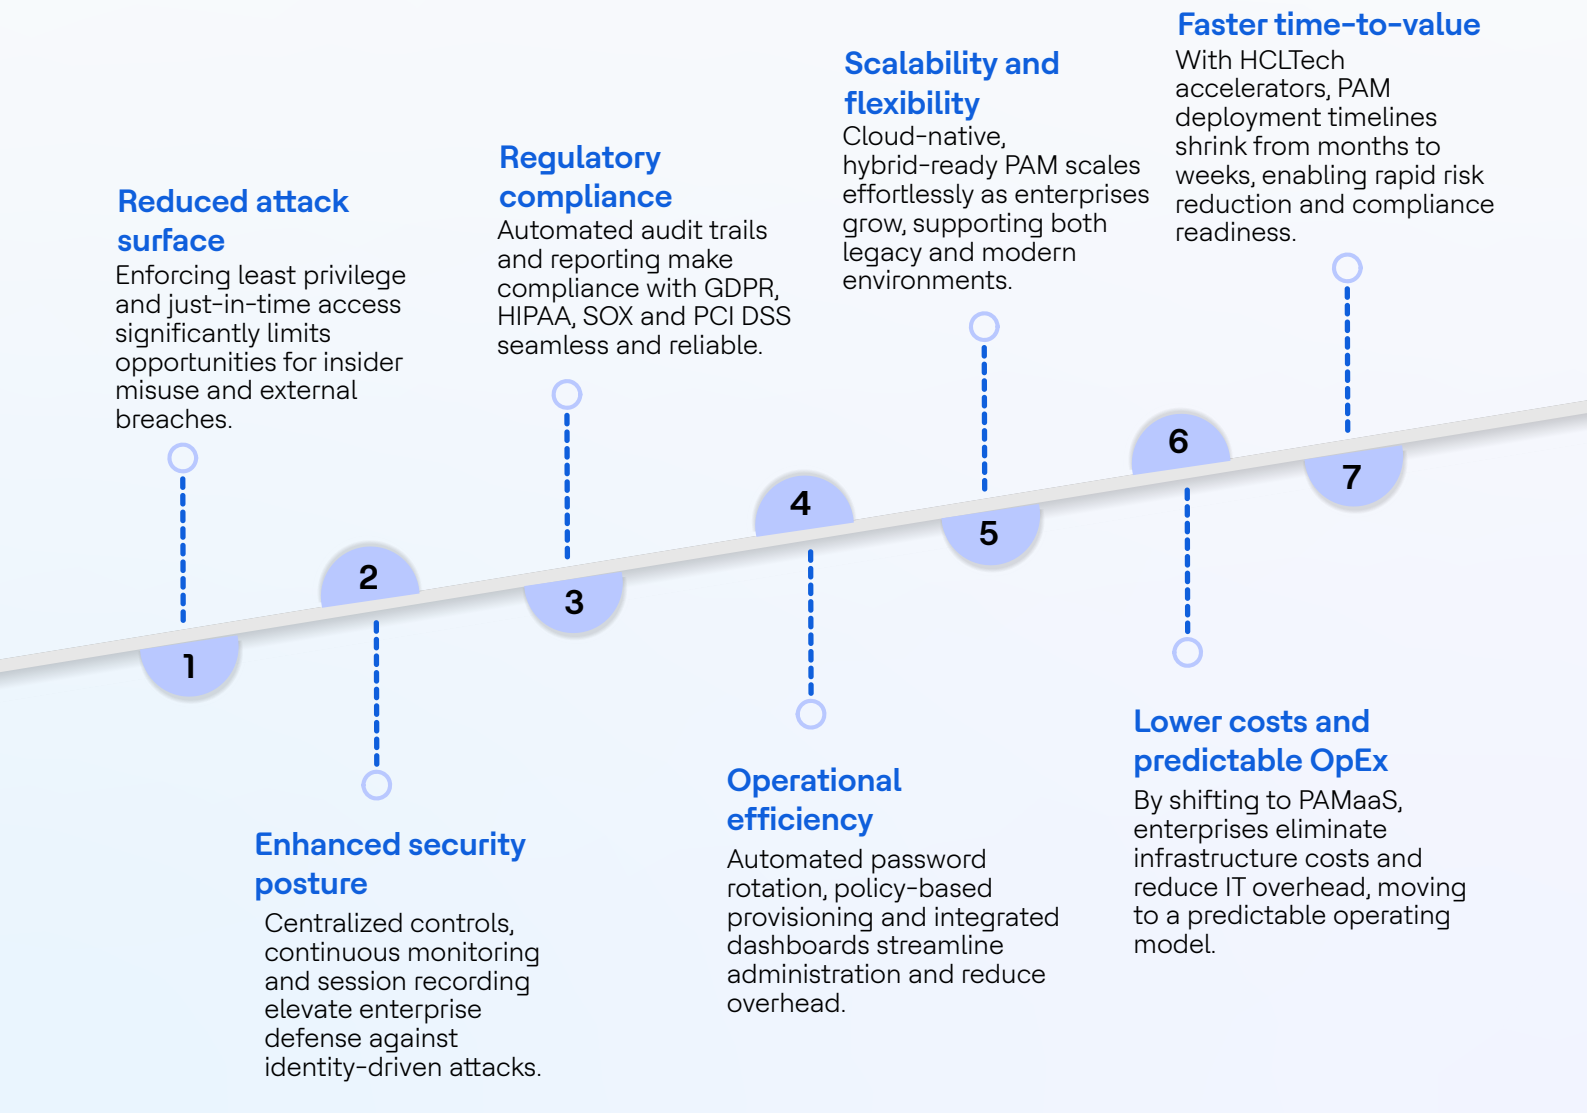 Reduced attack
surface
Enforcing least privilege
and just-in-time access
significantly limits
opportunities for insider
misuse and external
breaches.
1
2
Enhanced security
posture
Centralized controls,
continuous monitoring
and session recording
elevate enterprise
defense against
identity-driven attacks.
Regulatory
compliance
Automated audit trails
and reporting make
compliance with GDPR,
HIPAA, SOX and PCI DSS
seamless and reliable.
3
4
Operational
efficiency
Automated password
rotation, policy-based
provisioning and integrated
dashboards streamline
administration and reduce
overhead.
Scalability and
flexibility
Cloud-native,
hybrid-ready PAM scales
effortlessly as enterprises
grow, supporting both
legacy and modern
environments.
5
6
Lower costs and
predictable OpEx
By shifting to PAMaaS,
enterprises eliminate
infrastructure costs and
reduce IT overhead, moving
to a predictable operating
model.
Faster time-to-value
With HCLTech
accelerators, PAM
deployment timelines
shrink from months to
weeks, enabling rapid risk
reduction and compliance
readiness.
7